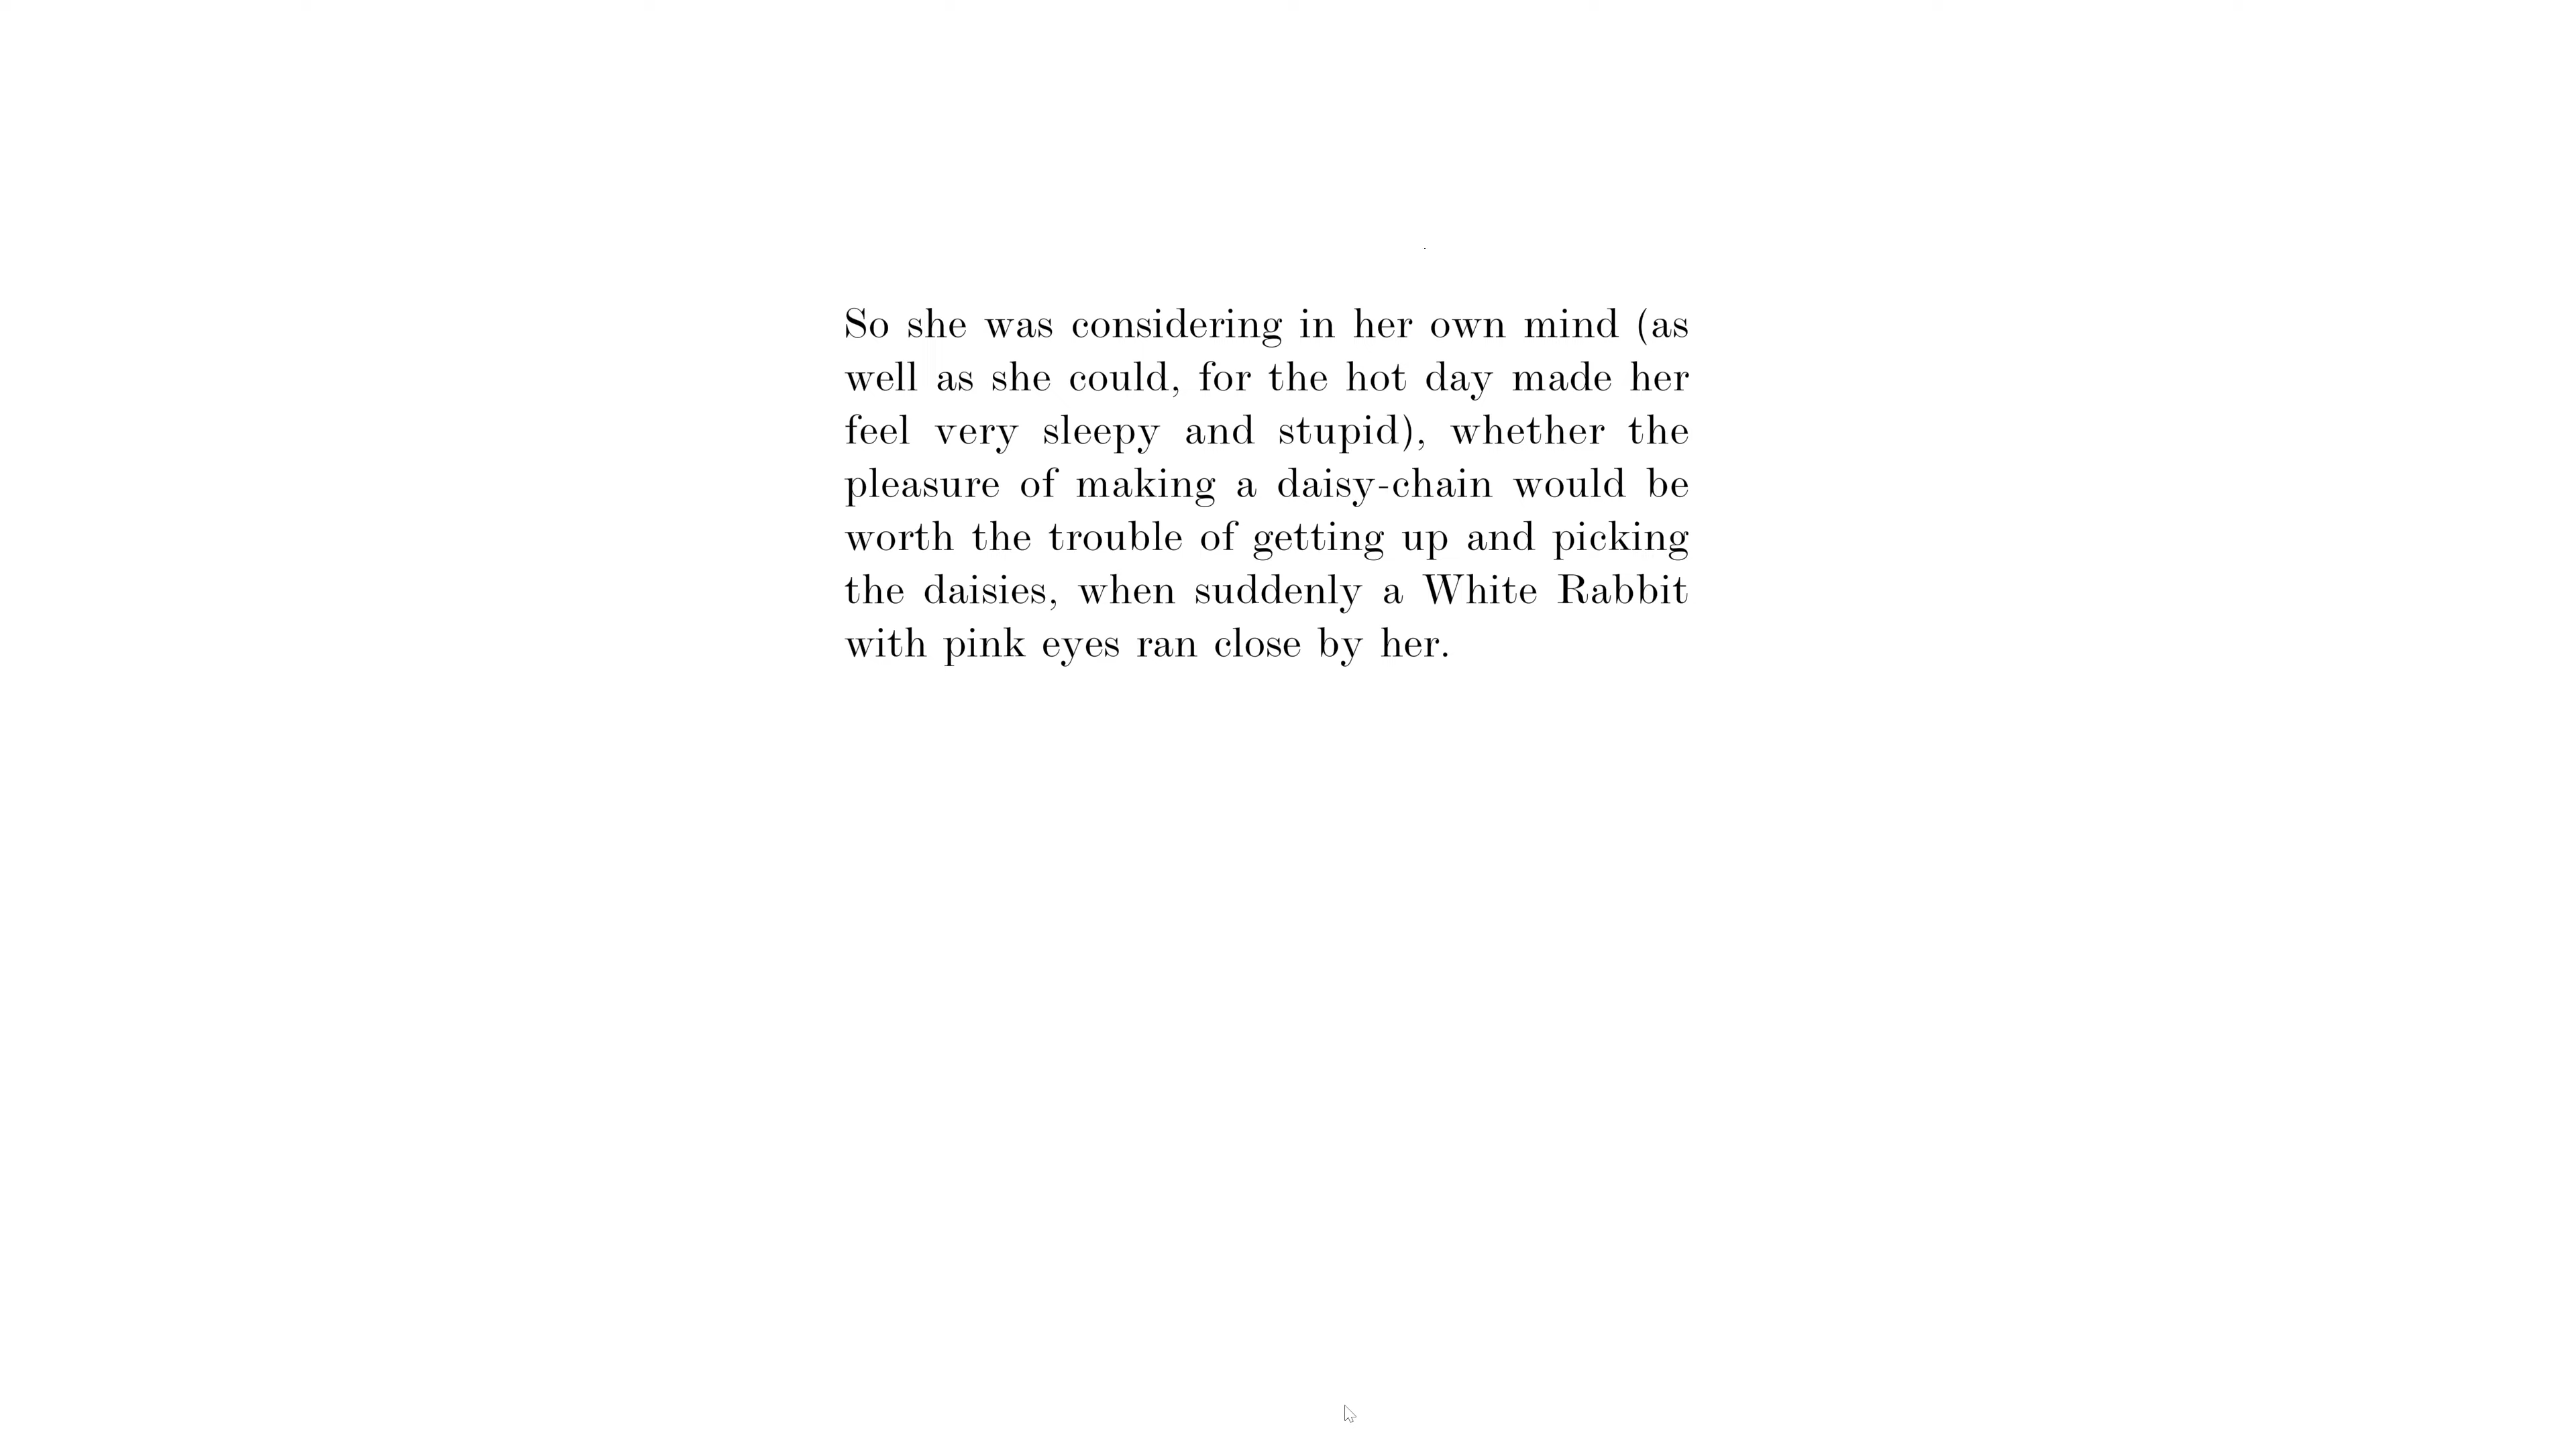 So she was considering in her own mind (as
well as she could, for the hot day made her
feel very sleepy and stupid), whether the
pleasure of making a daisy-chain would be
worth the trouble of getting up and picking
the daisies, when suddenly a White Rabbit
with pink eyes ran close by her.